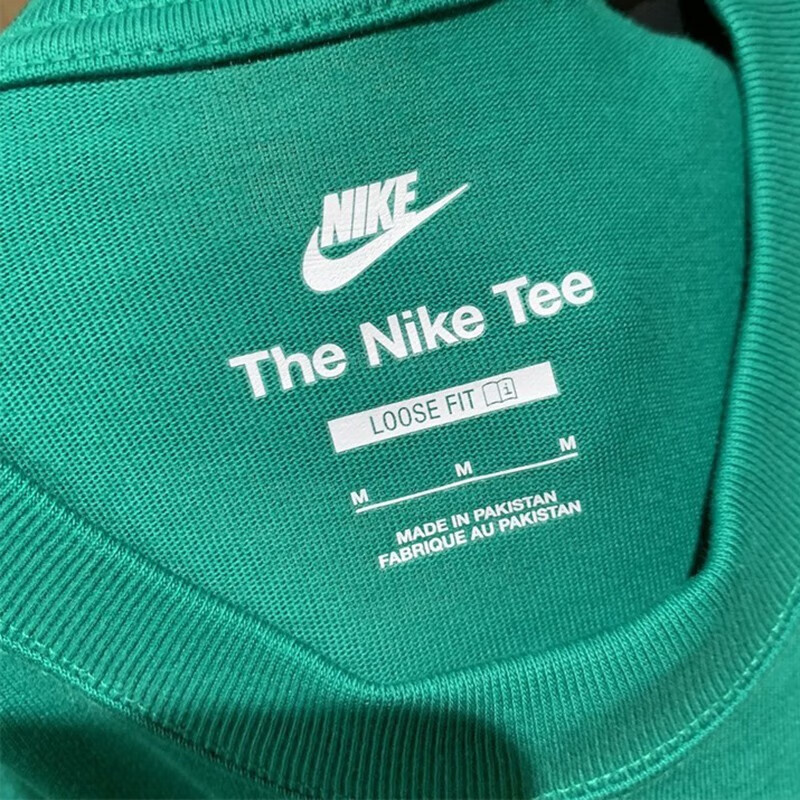 NIKE
The Nike Tee
LOOSE FIT
M M M
MADE IN PAKISTAN
FABRIQUE AU PAKISTAN